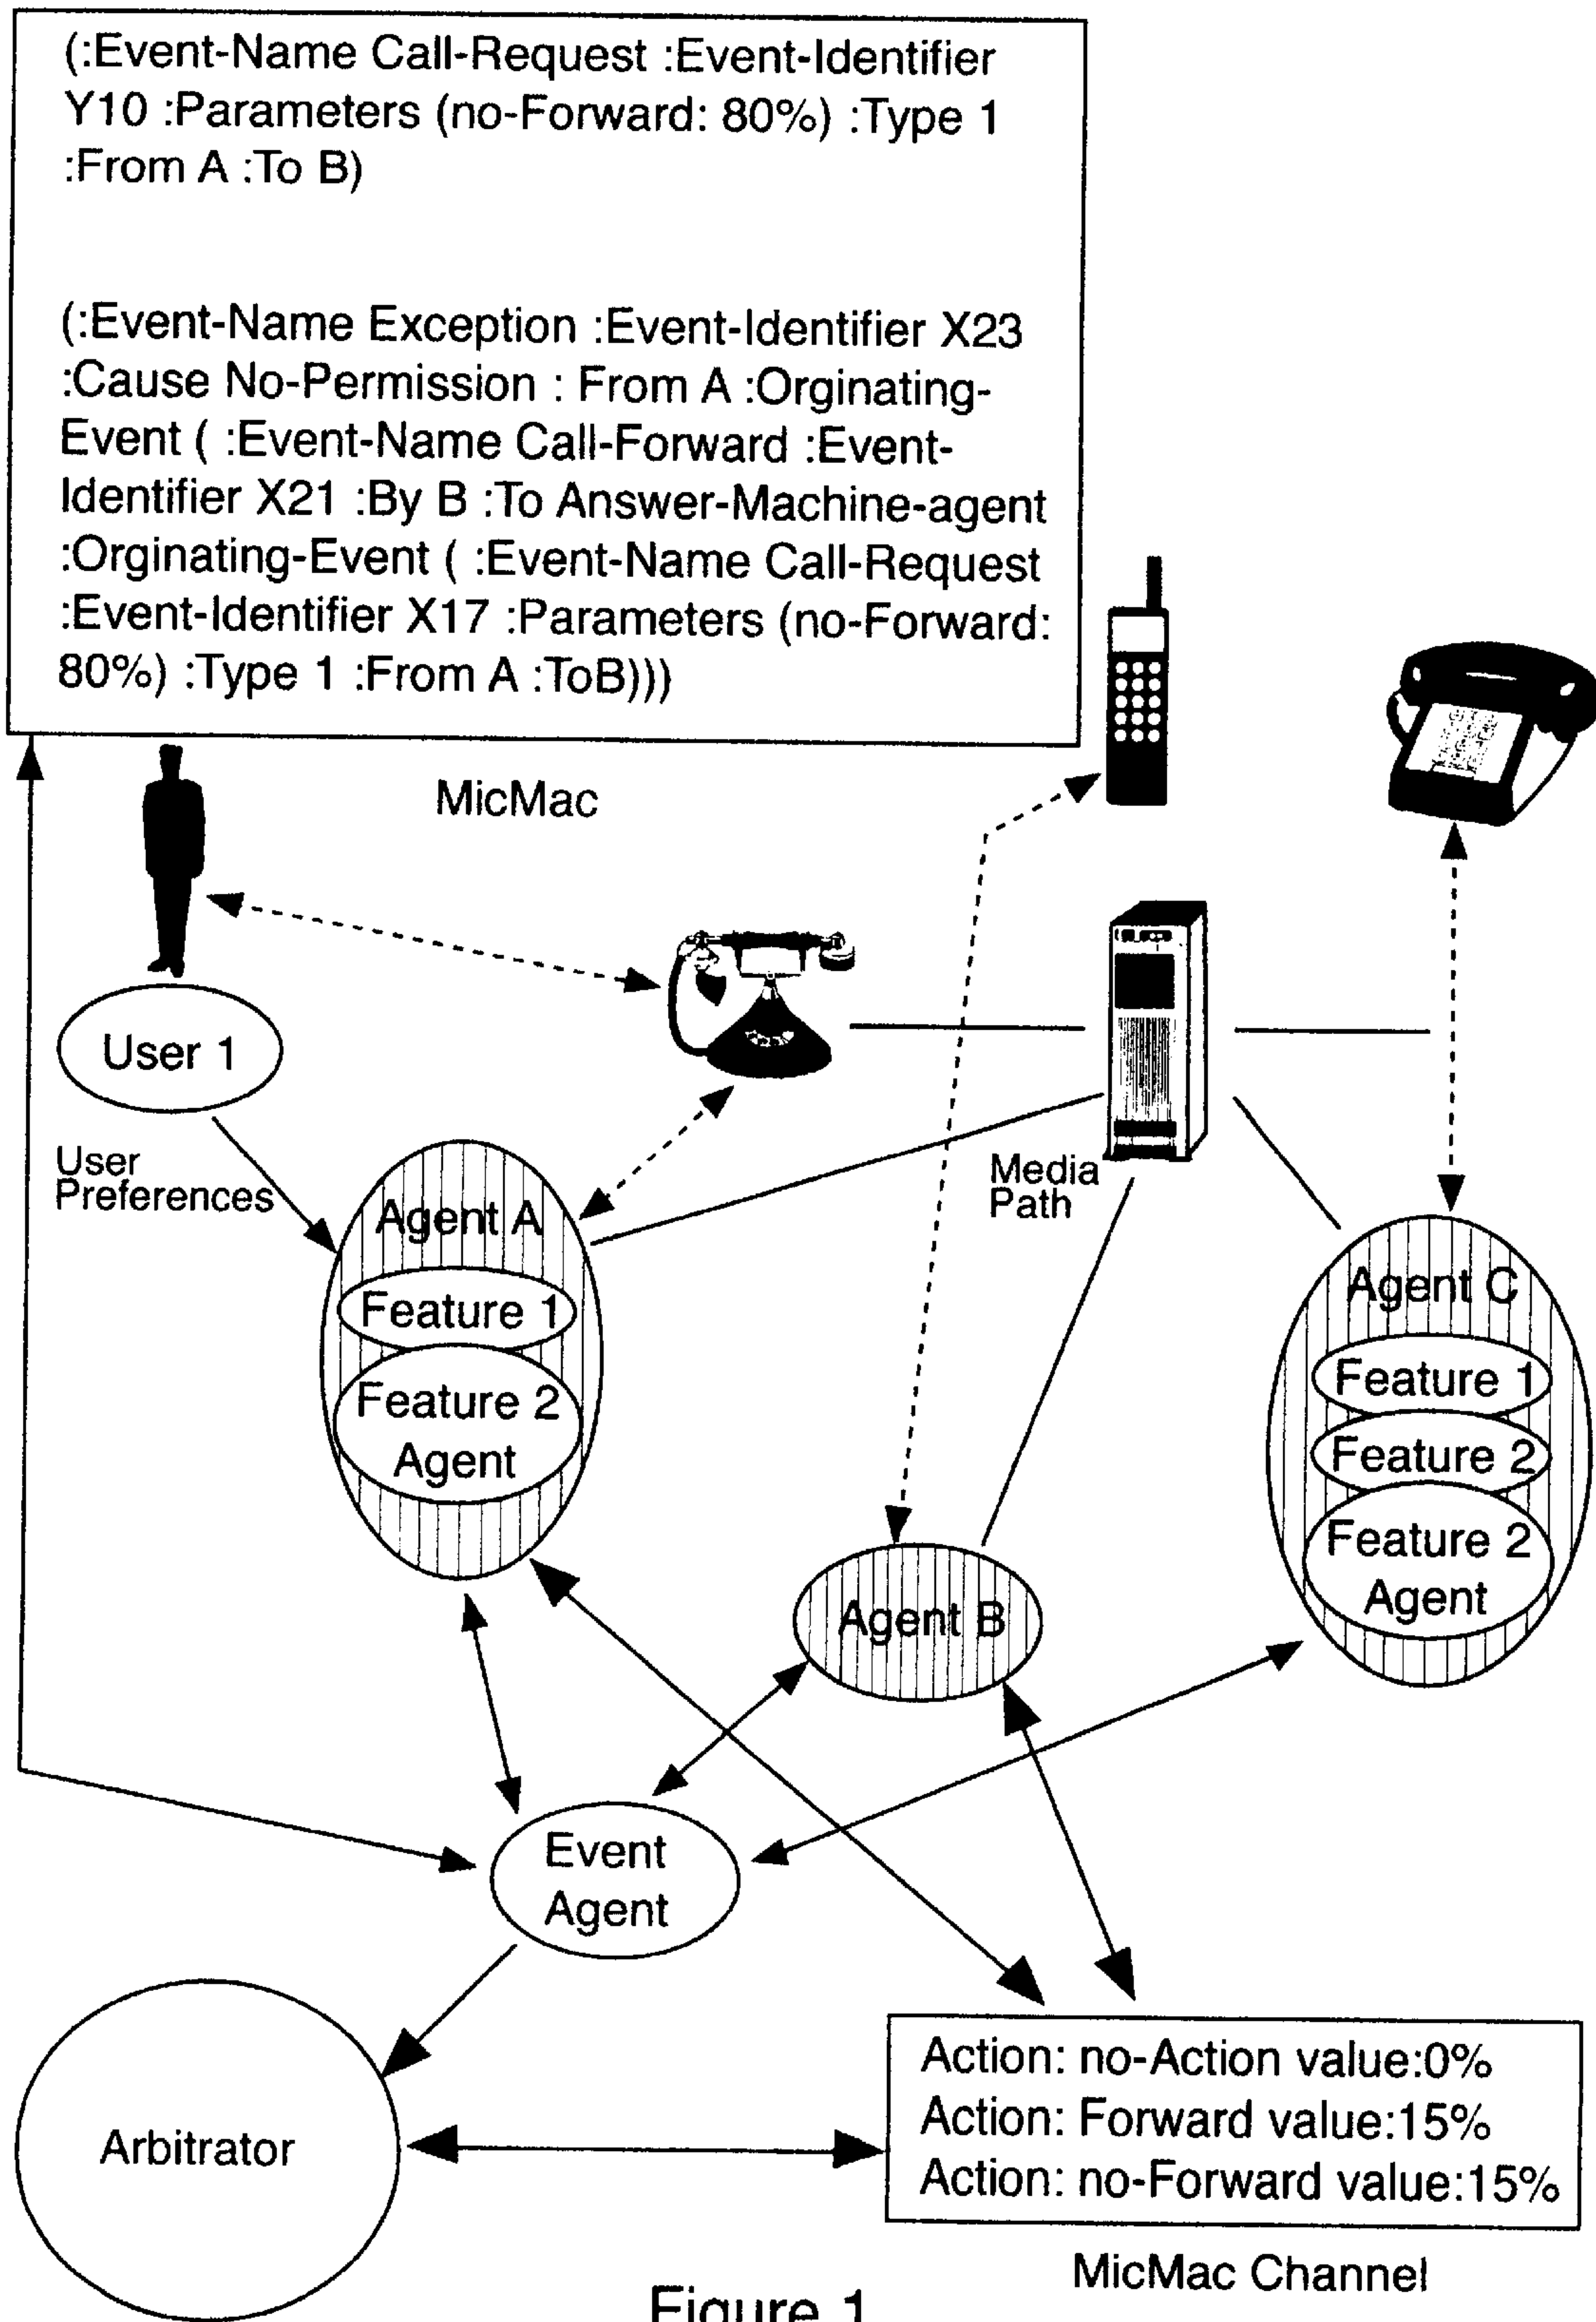 (:Event-Name Call-Request :Event-Identifier
Y10 :Parameters (no-Forward: 80%) :Type 1
:From A :To B)
(:Event-Name Exception :Event-Identifier X23
:Cause No-Permission : From A :Orginating-
Event ( :Event-Name Call-Forward :Event-
Identifier X21 :By B :To Answer-Machine-agent
:Orginating-Event ( :Event-Name Call-Request
:Event-Identifier X17 :Parameters (no-Forward:
80%) :Type 1 :From A :ToB)))
MicMac
User 1
User
Preferences
Media
Path
Agent A
Feature 1
Feature 2
Agent
Agent C
Feature 1
Feature 2
Feature 2
Agent
Agent B
Event
Agent
Arbitrator
Action: no-Action value:0%
Action: Forward value:15%
Action: no-Forward value:15%
MicMac Channel
Figure 1